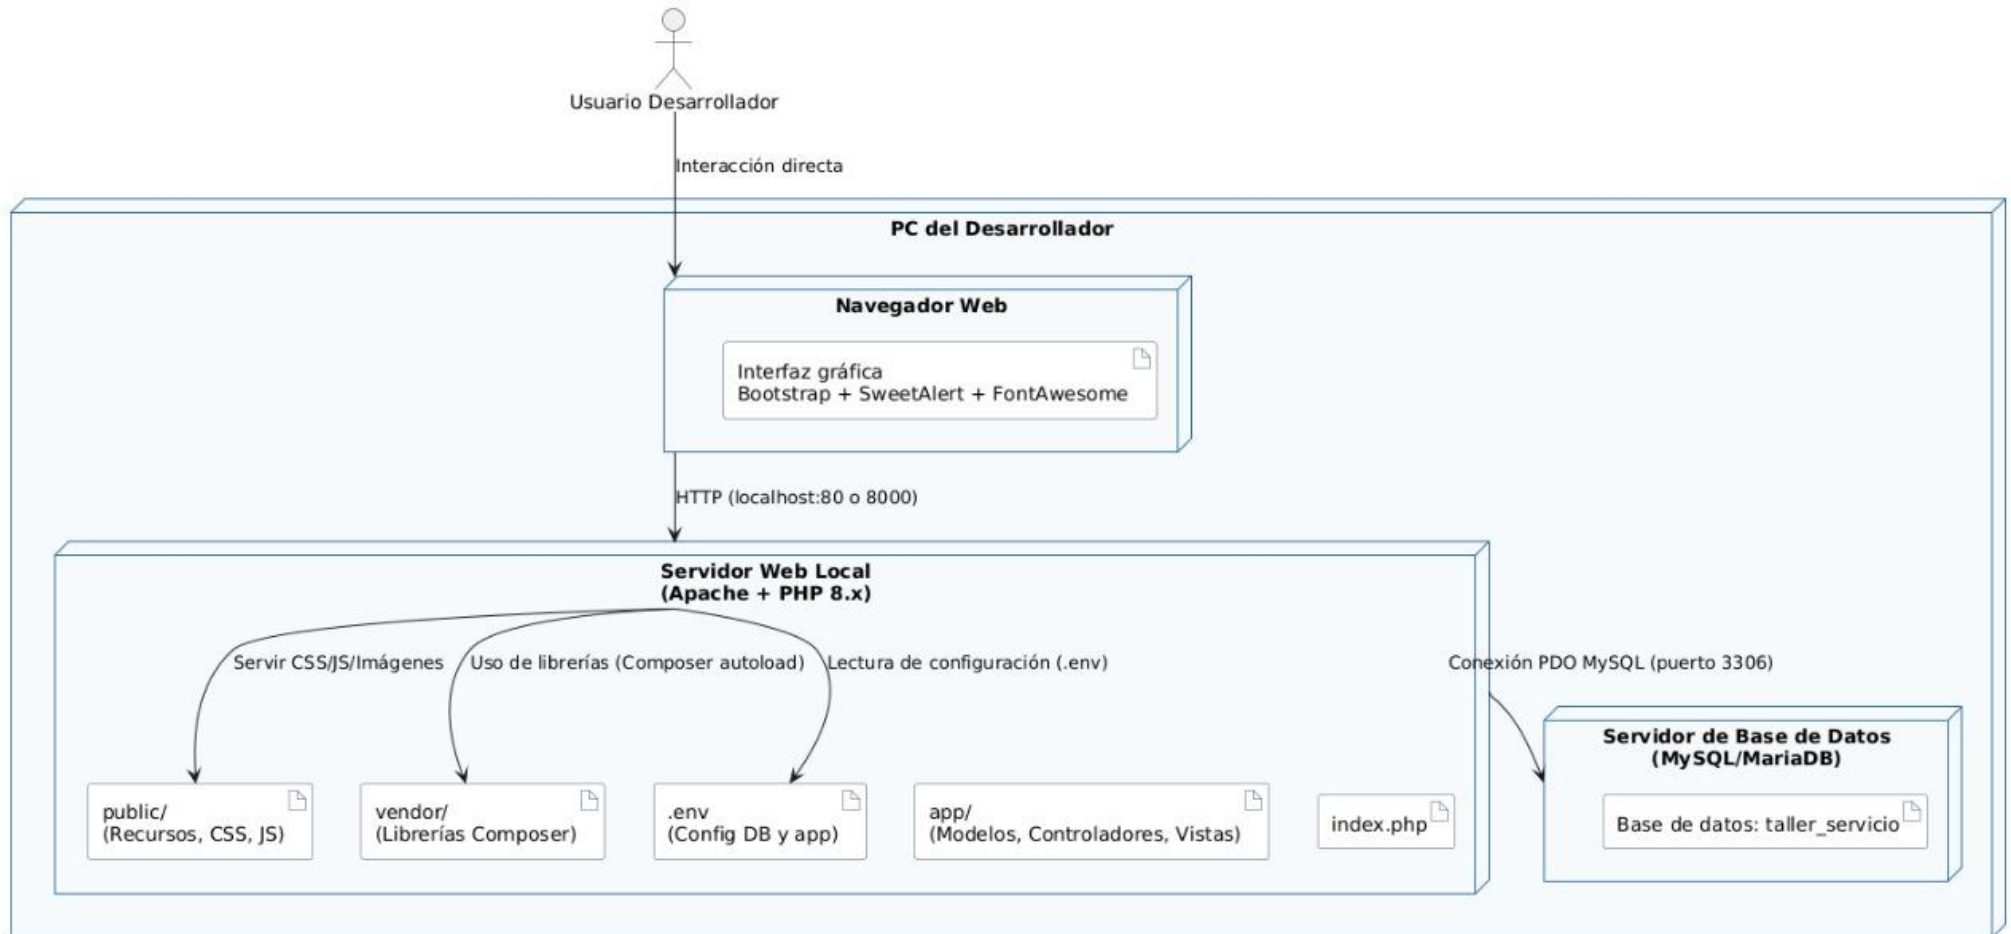 Usuario Desarrollador
Interacción directa
PC del Desarrollador
Navegador Web
Interfaz gráfica
Bootstrap + SweetAlert + FontAwesome
HTTP (localhost:80 o 8000)
Servidor Web Local
(Apache + PHP 8.x)
Servir CSS/JS/Imágenes
Uso de librerías (Composer autoload)
Lectura de configuración (.env)
Conexión PDO MySQL (puerto 3306)
public/
(Recursos, CSS, JS)
vendor/
(Librerías Composer)
.env
(Config DB y app)
app/
(Modelos, Controladores, Vistas)
index.php
Servidor de Base de Datos
(MySQL/MariaDB)
Base de datos: taller_servicio